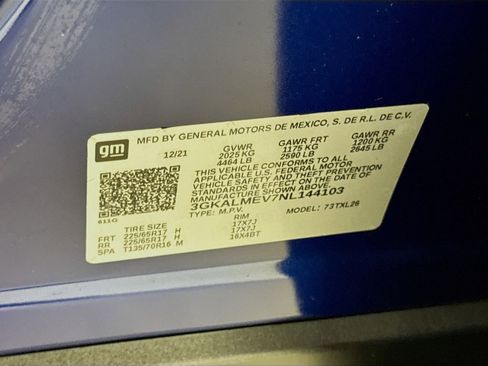 gm
MFD BY GENERAL MOTORS DE MEXICO, S. DE R.L. DE C.V.
12/21 GVWR GAWR FRT GAWR RR
2025 KG 1175 KG 1200 KG
4464 LB 2590 LB 2645 LB
THIS VEHICLE CONFORMS TO ALL
APPLICABLE U.S. FEDERAL MOTOR
VEHICLE SAFETY STANDARDS IN
EFFECT ON THE DATE OF
MANUFACTURE SHOWN ABOVE.
3GKALMEV7NL144103
611G
TYPE: M.P.V. MODEL: 73TXL26
TIRE SIZE RIM
FRT 225/65R17 H 17X7J
RR 225/65R17 H 17X7J
SPA T135/70R16 M 16X4BT